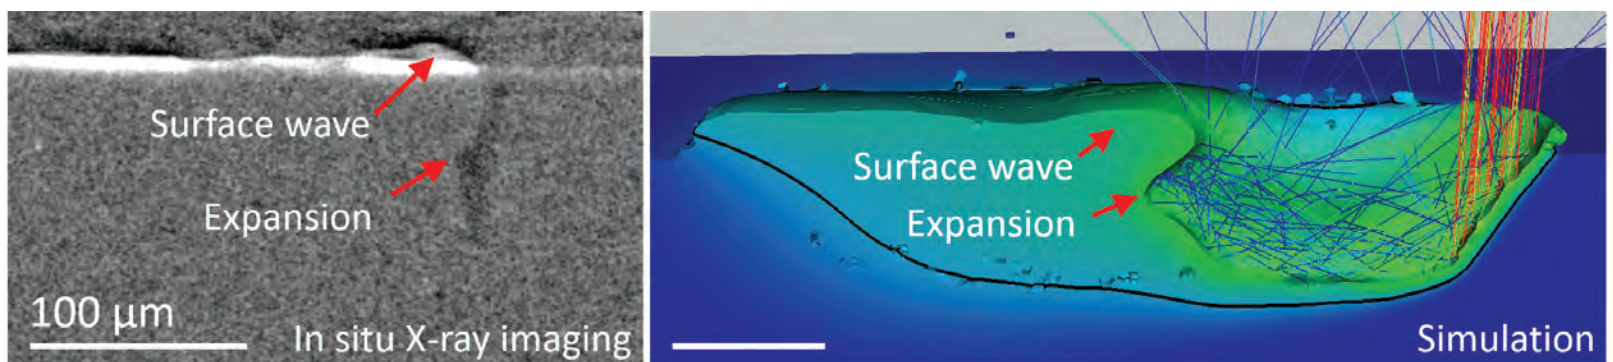 Surface wave
Expansion
100 μm
In situ X-ray imaging
Surface wave
Expansion
Simulation